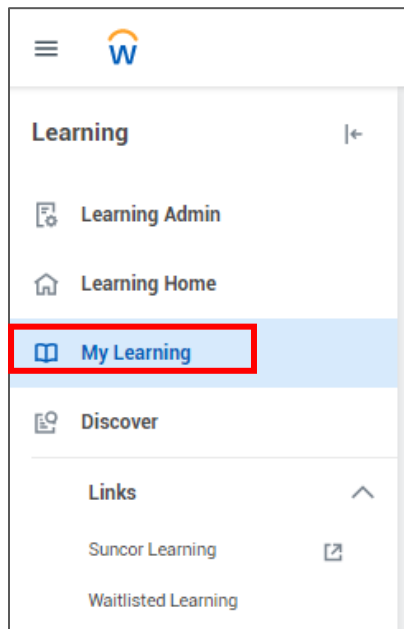 W
Learning
Learning Admin
Learning Home
My Learning
Discover
Links
Suncor Learning
Waitlisted Learning